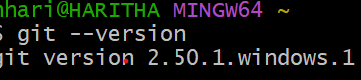 nhari@HARITHA MINGW64 ~
$ git --version
git version 2.50.1.windows.1